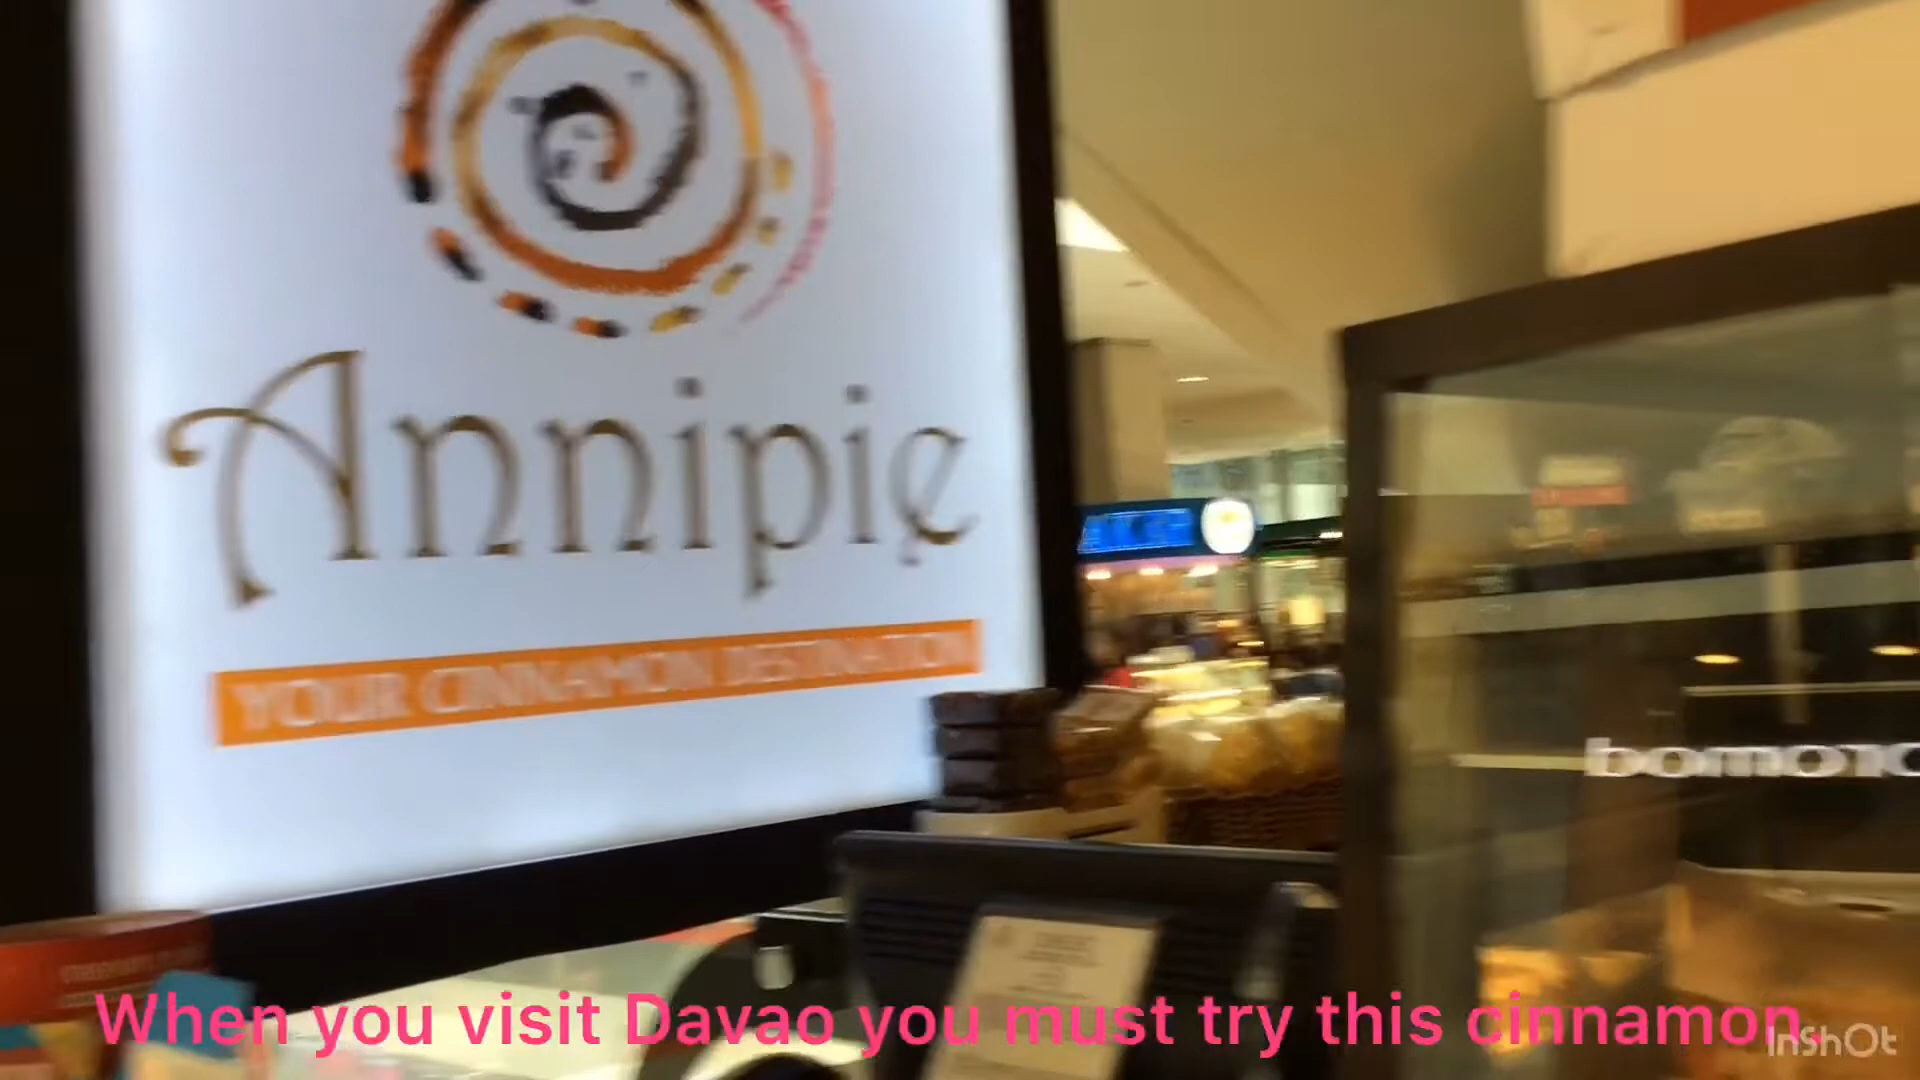 Annipie
YOUR CINNAMON DESTINATION
When you visit Davao you must try this cinnamon.
InShOt